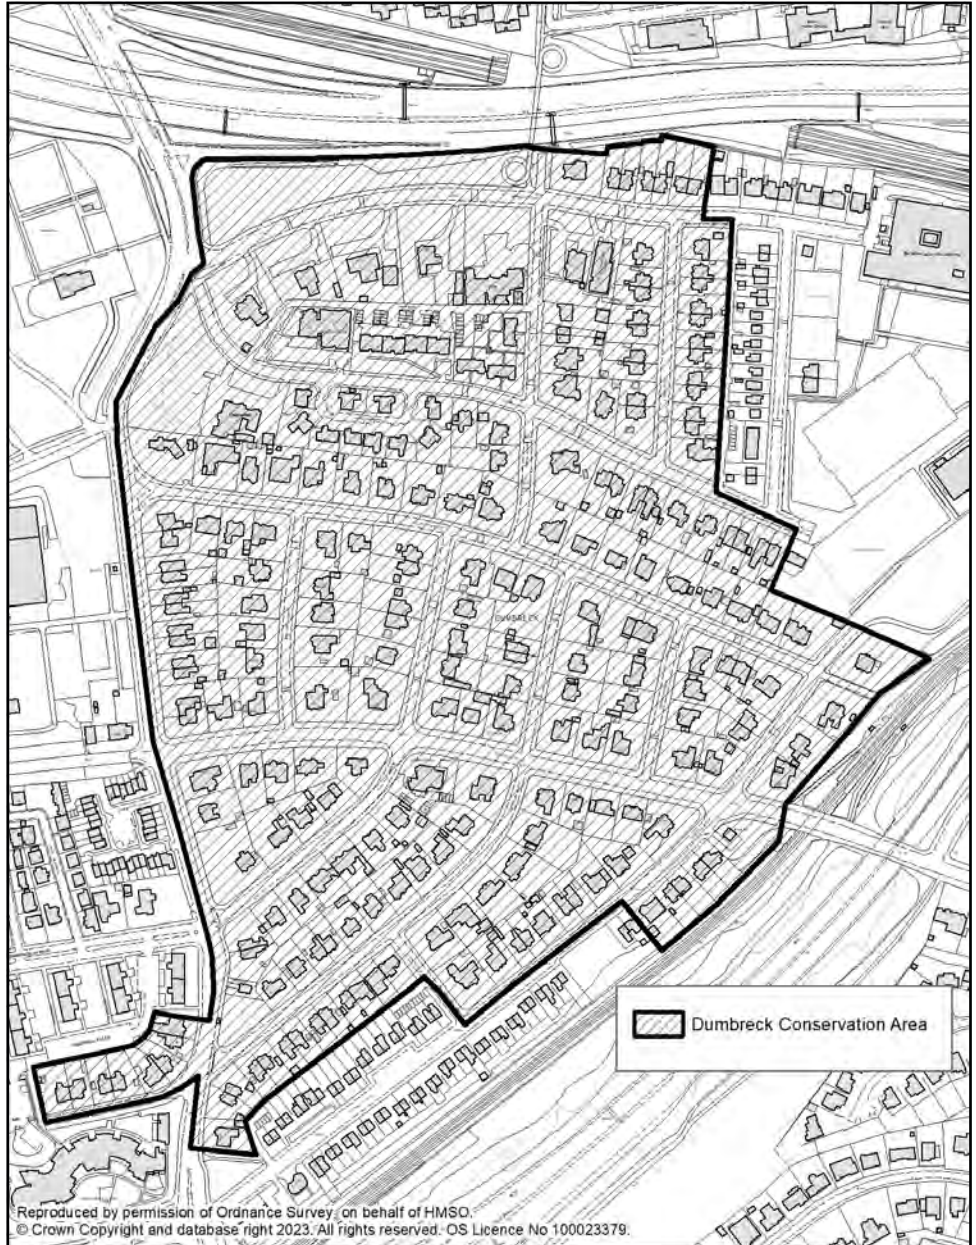 DUMBRECK
Dumbreck Conservation Area
Reproduced by permission of Ordnance Survey, on behalf of HMSO.
© Crown Copyright and database right 2023. All rights reserved. OS Licence No 100023379.